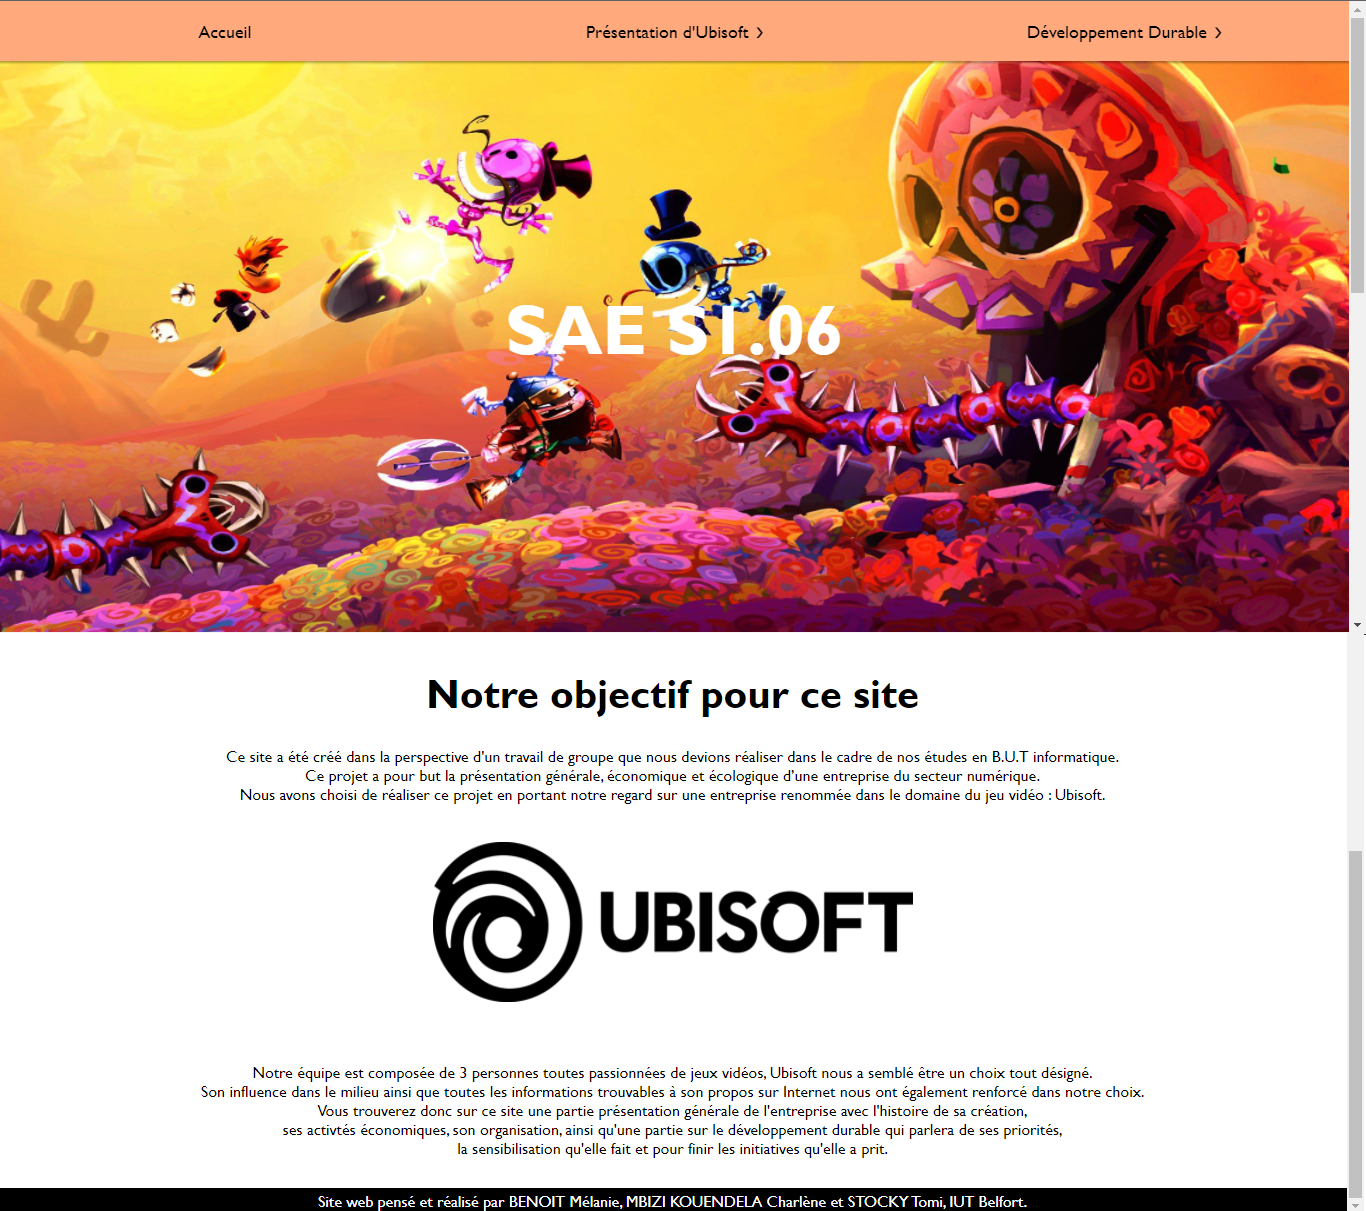 Accueil
Présentation d'Ubisoft >
Développement Durable >
SAE S1.06
Notre objectif pour ce site
Ce site a été créé dans la perspective d'un travail de groupe que nous devions réaliser dans le cadre de nos études en B.U.T informatique.
Ce projet a pour but la présentation générale, économique et écologique d'une entreprise du secteur numérique.
Nous avons choisi de réaliser ce projet en portant notre regard sur une entreprise renommée dans le domaine du jeu vidéo : Ubisoft.
UBISOFT
Notre équipe est composée de 3 personnes toutes passionnées de jeux vidéos, Ubisoft nous a semblé être un choix tout désigné.
Son influence dans le milieu ainsi que toutes les informations trouvables à son propos sur Internet nous ont également renforcé dans notre choix.
Vous trouverez donc sur ce site une partie présentation générale de l'entreprise avec l'histoire de sa création,
ses activtés économiques, son organisation, ainsi qu'une partie sur le développement durable qui parlera de ses priorités,
la sensibilisation qu'elle fait et pour finir les initiatives qu'elle a prit.
Site web pensé et réalisé par BENOIT Mélanie, MBIZI KOUENDELA Charlène et STOCKY Tomi, IUT Belfort.